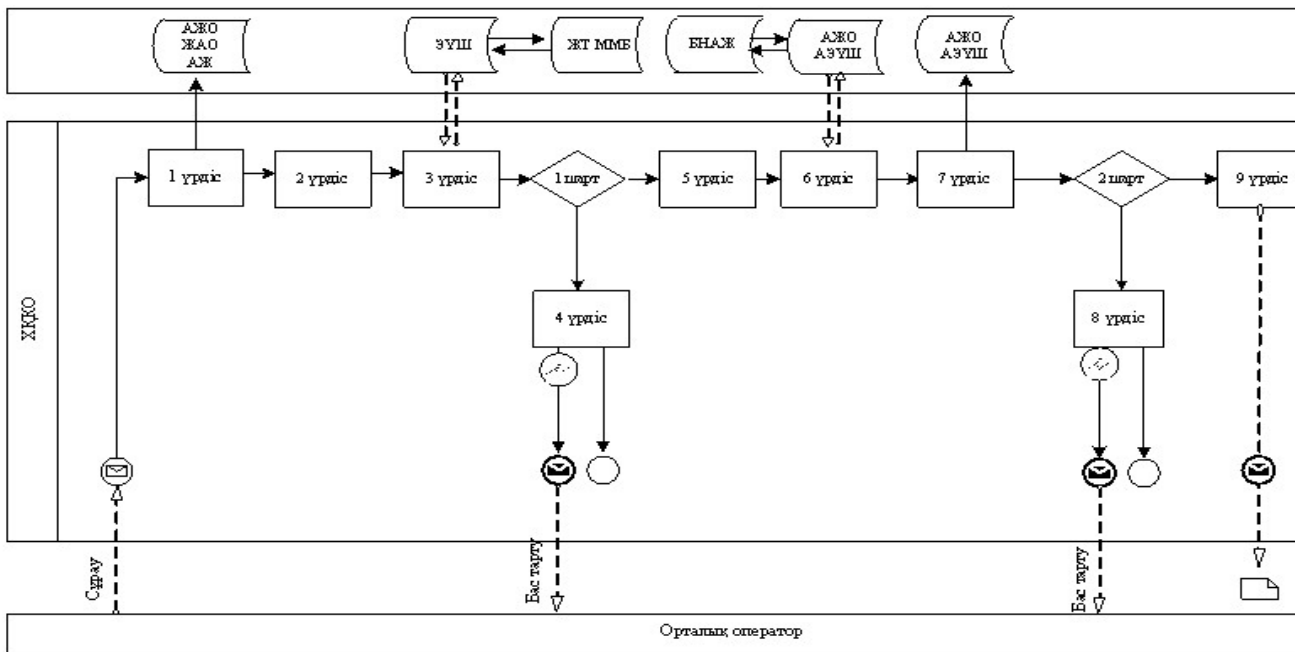 АЖО
ЖАО
АЖ
ЭҮШ
ЖТ ММБ
БНАЖ
АЖО
АЭҮШ
АЖО
АЭҮШ
1 үрдіс
2 үрдіс
3 үрдіс
1 шарт
5 үрдіс
6 үрдіс
7 үрдіс
2 шарт
9 үрдіс
4 үрдіс
8 үрдіс
ХҚКО
Сұрау
Бас тарту
Бас тарту
Орталық оператор